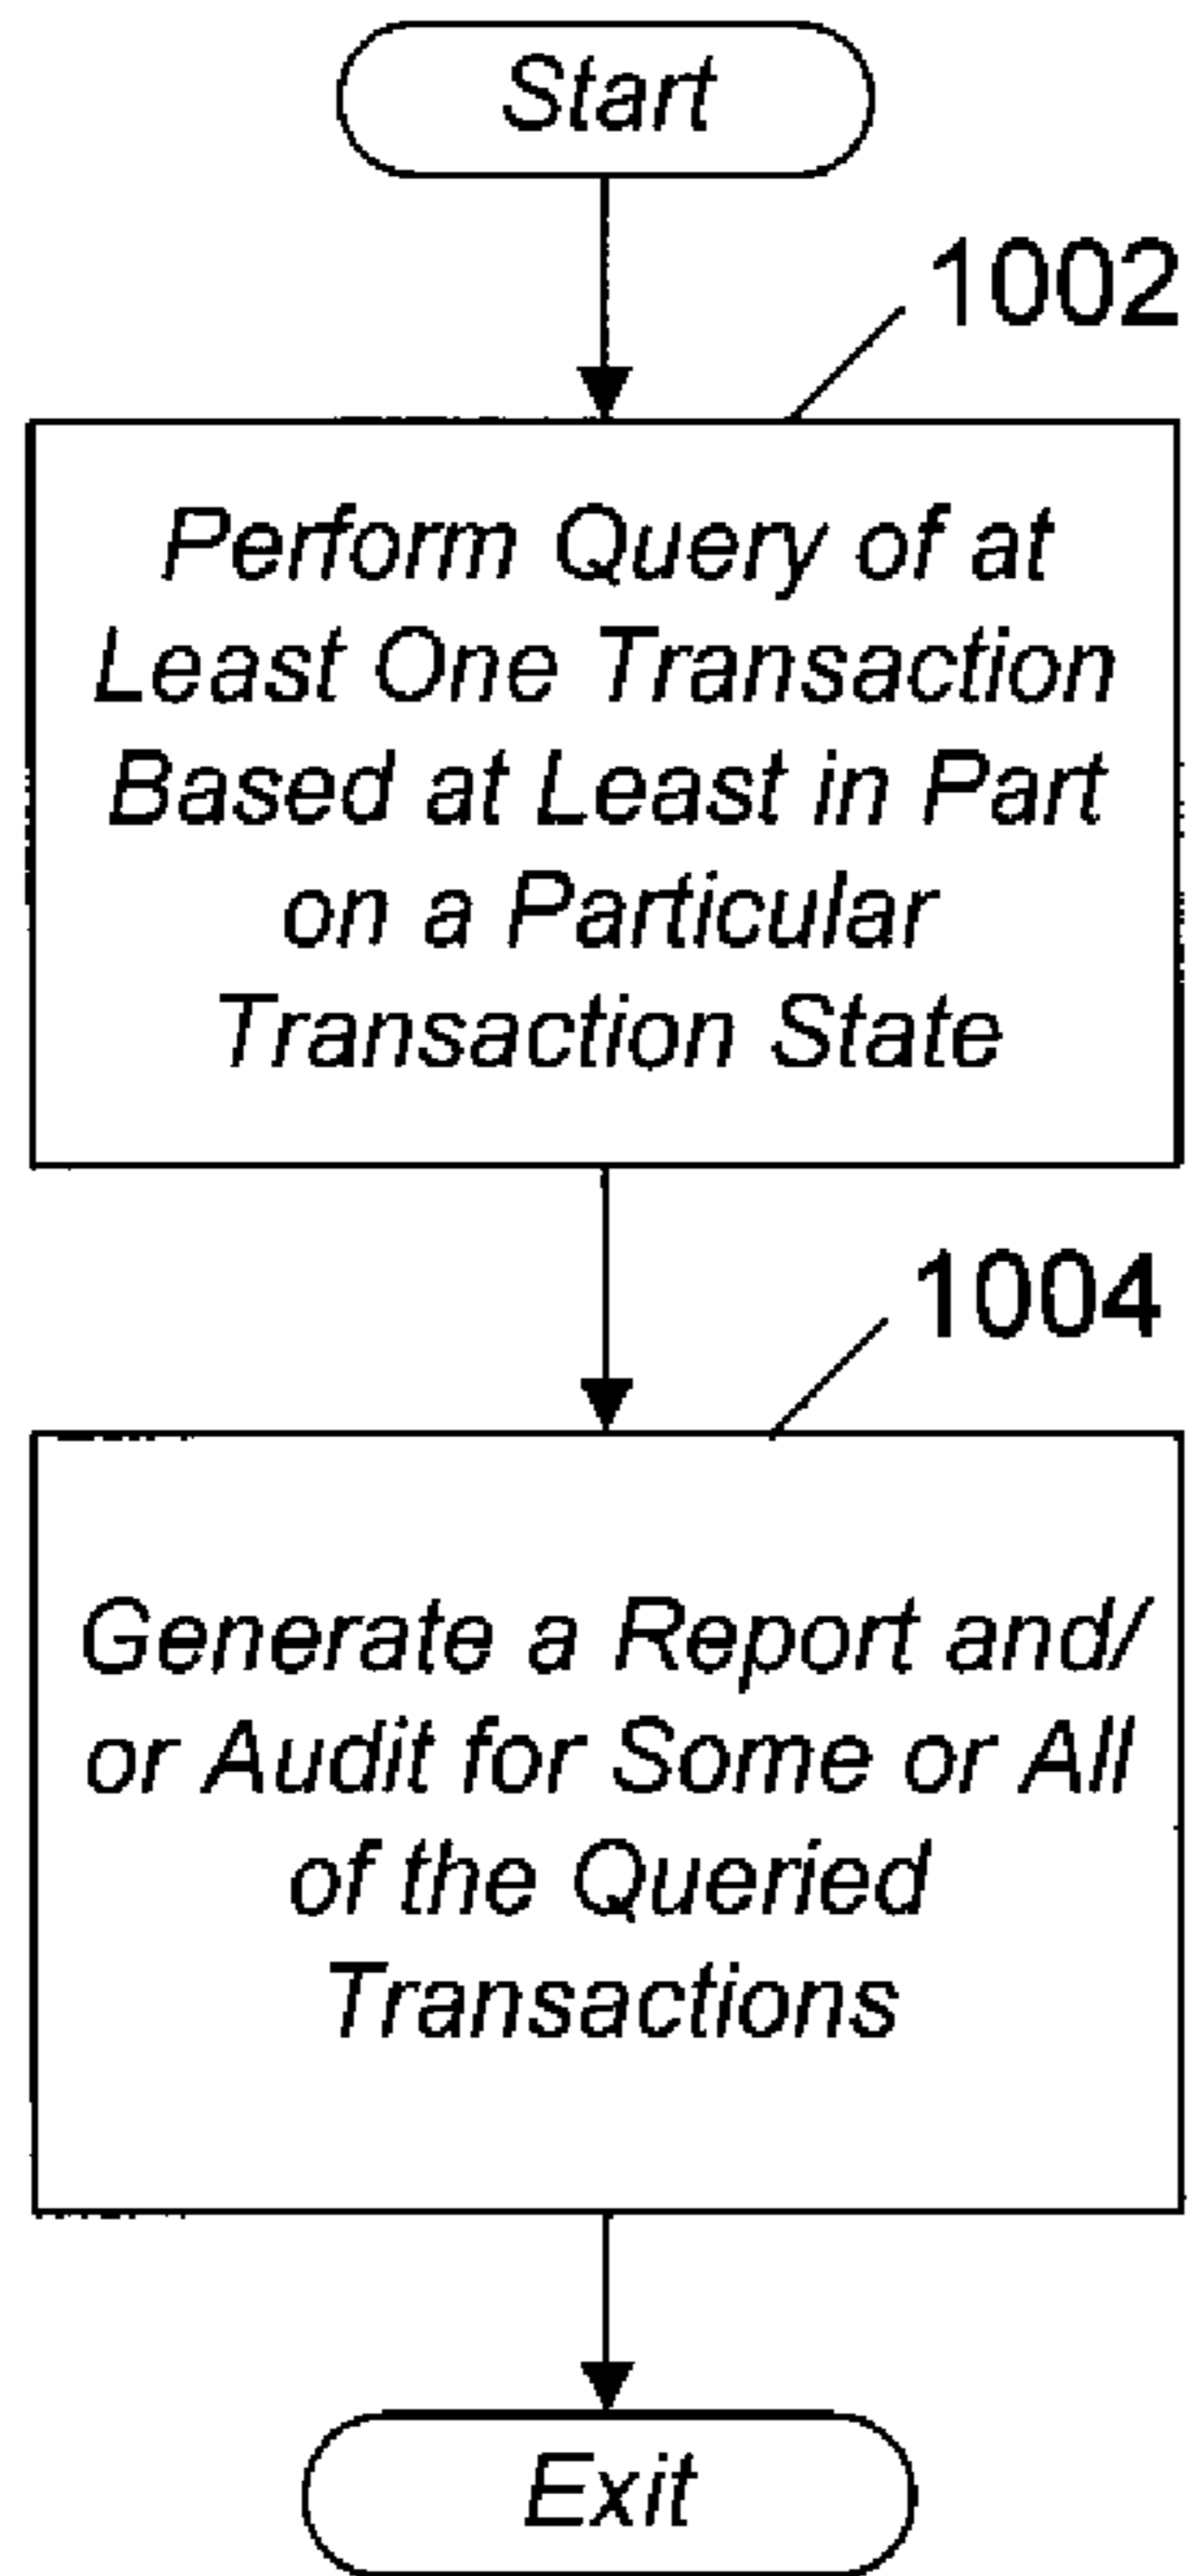 Start
1002
Perform Query of at
Least One Transaction
Based at Least in Part
on a Particular
Transaction State
1004
Generate a Report and/
or Audit for Some or All
of the Queried
Transactions
Exit